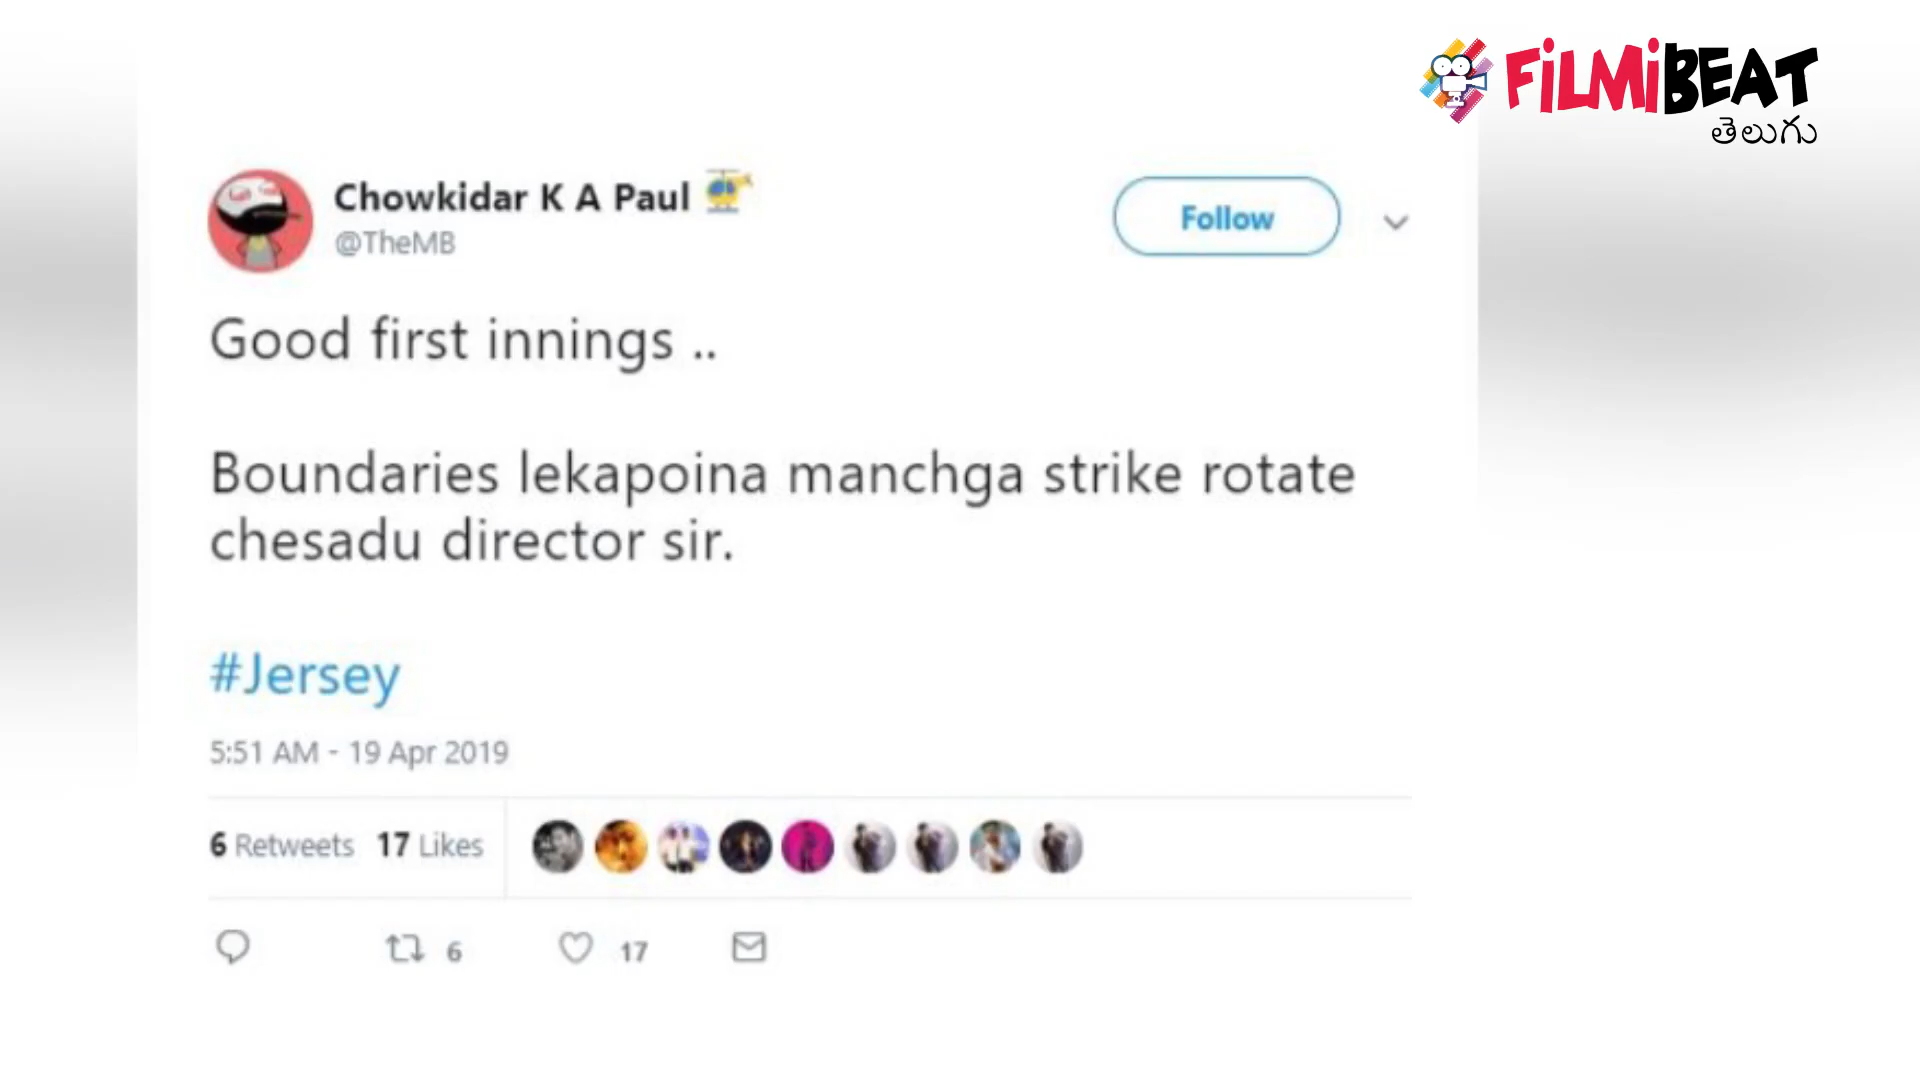 FiLMiBEAT
తెలుగు
Chowkidar K A Paul
@TheMB
Follow
Good first innings ..
Boundaries lekapoina manchga strike rotate
chesadu director sir.
#Jersey
5:51 AM - 19 Apr 2019
6 Retweets 17 Likes
6 17